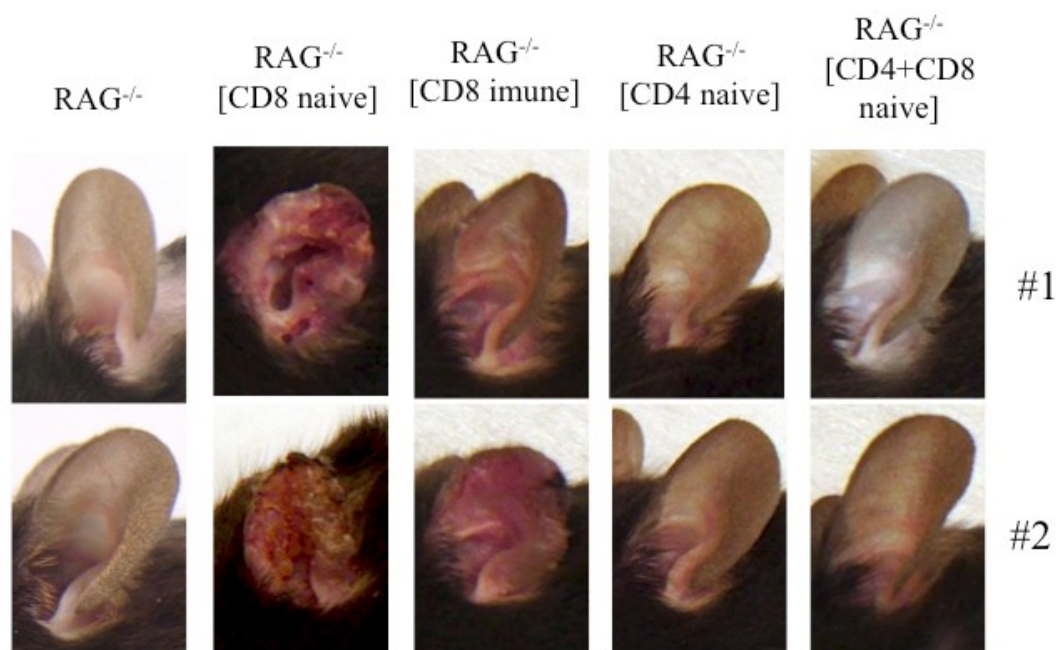 RAG-/-
RAG-/-
[CD8 naive]
RAG-/-
[CD8 imune]
RAG-/-
[CD4 naive]
RAG-/-
[CD4+CD8
naive]
#1
#2